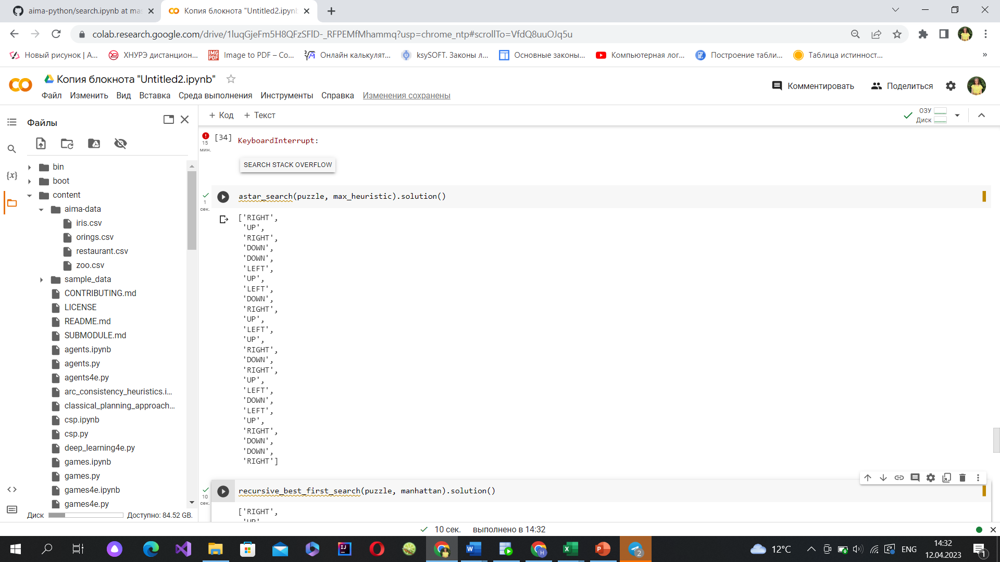 aima-python/search.ipynb at mas
Копия блокнота "Untitled2.ipynb"
colab.research.google.com/drive/1luqGjeFm5H8QFzSFlD-_RFPEMfMhammq?usp=chrome_ntp#scrollTo=VfdQ8uuOJq5u
Новый рисунок | A...
ХНУРЭ дистанцион...
IMG PDF
Image to PDF – Co...
Онлайн калькулят...
ksySOFT. Законы л...
Основные законы...
Компьютерная лог...
Построение табли...
Таблица истинност...
»
Копия блокнота "Untitled2.ipynb"
Комментировать
Поделиться
Файл Изменить Вид Вставка Среда выполнения Инструменты Справка Изменения сохранены
Файлы
+ Код + Текст
ОЗУ
Диск
bin
boot
content
aima-data
iris.csv
orings.csv
restaurant.csv
zoo.csv
sample_data
CONTRIBUTING.md
LICENSE
README.md
SUBMODULE.md
agents.ipynb
agents.py
agents4e.py
arc_consistency_heuristics.i...
classical_planning_approach...
csp.ipynb
csp.py
deep_learning4e.py
games.ipynb
games.py
games4e.ipynb
games4e.py
Диск
Доступно: 84.52 GB.
{x}
15
мин.
[34] KeyboardInterrupt:
SEARCH STACK OVERFLOW
1
сек.
astar_search(puzzle, max_heuristic).solution()
['RIGHT',
'UP',
'RIGHT',
'DOWN',
'DOWN',
'LEFT',
'UP',
'LEFT',
'DOWN',
'RIGHT',
'UP',
'LEFT',
'UP',
'RIGHT',
'DOWN',
'RIGHT',
'UP',
'LEFT',
'DOWN',
'LEFT',
'UP',
'RIGHT',
'DOWN',
'DOWN',
'RIGHT']
10
сек.
recursive_best_first_search(puzzle, manhattan).solution()
['RIGHT',
'UP',
10 сек. выполнено в 14:32
12°C
ENG
14:32
12.04.2023
2
1